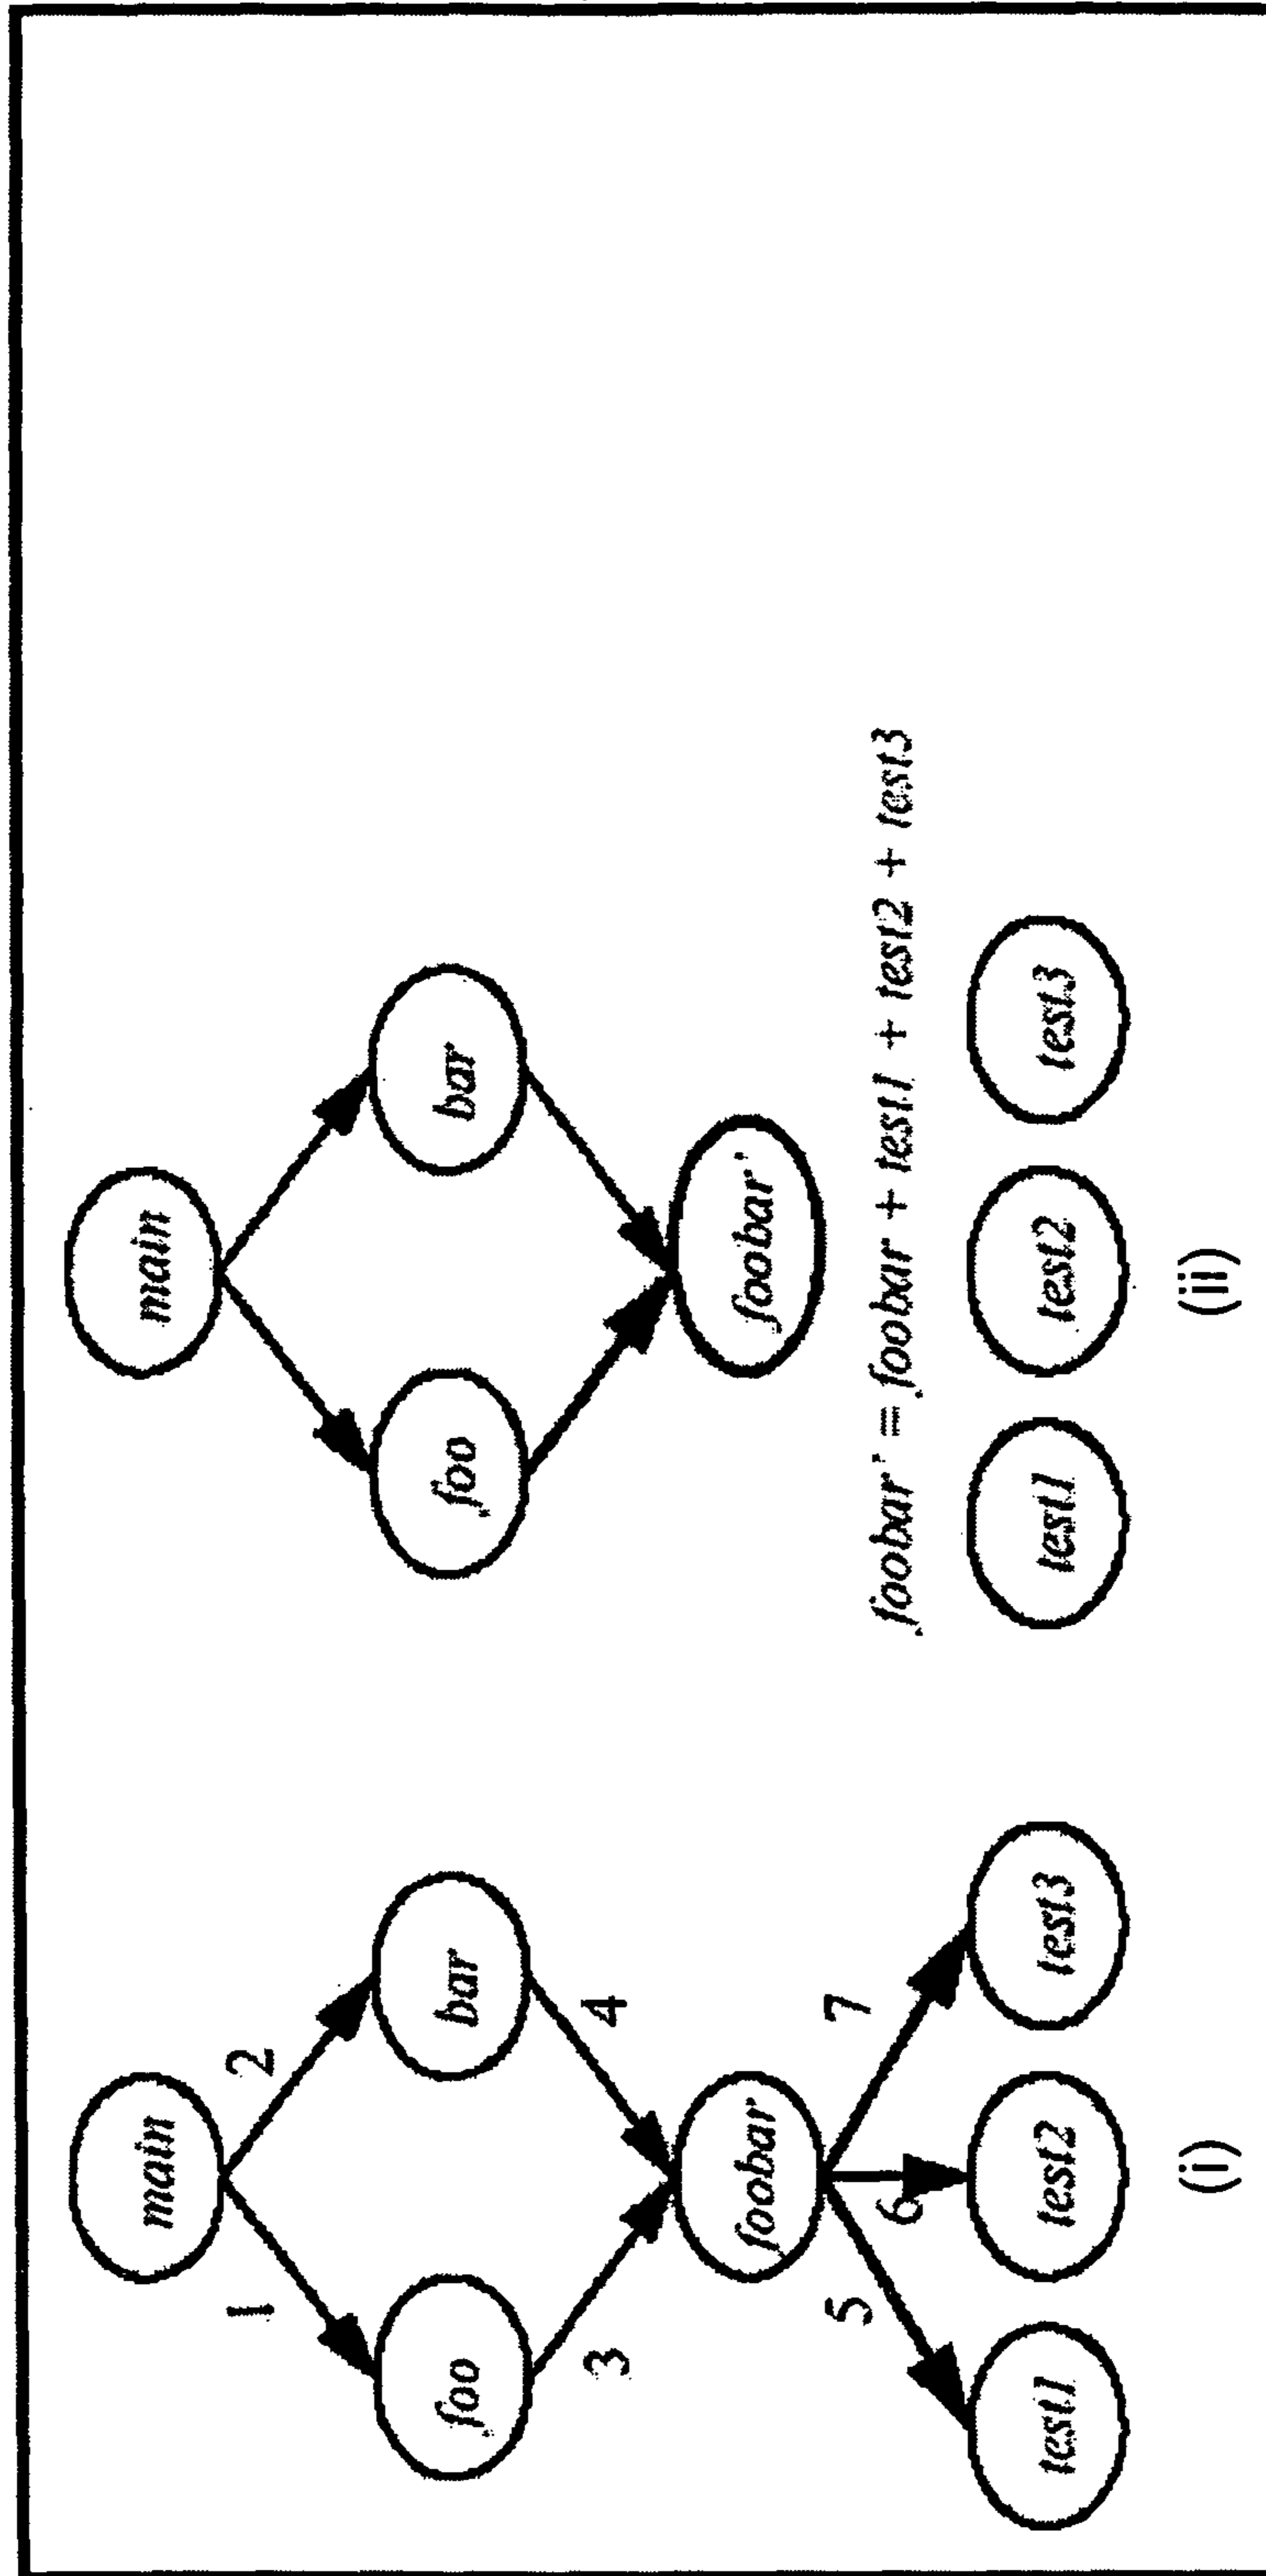 main
1
2
foo
bar
3
4
foobar
5
6
7
test1
test2
test3
(i)
main
foo
bar
foobar'
foobar' = foobar + test1 + test2 + test3
test1
test2
test3
(ii)